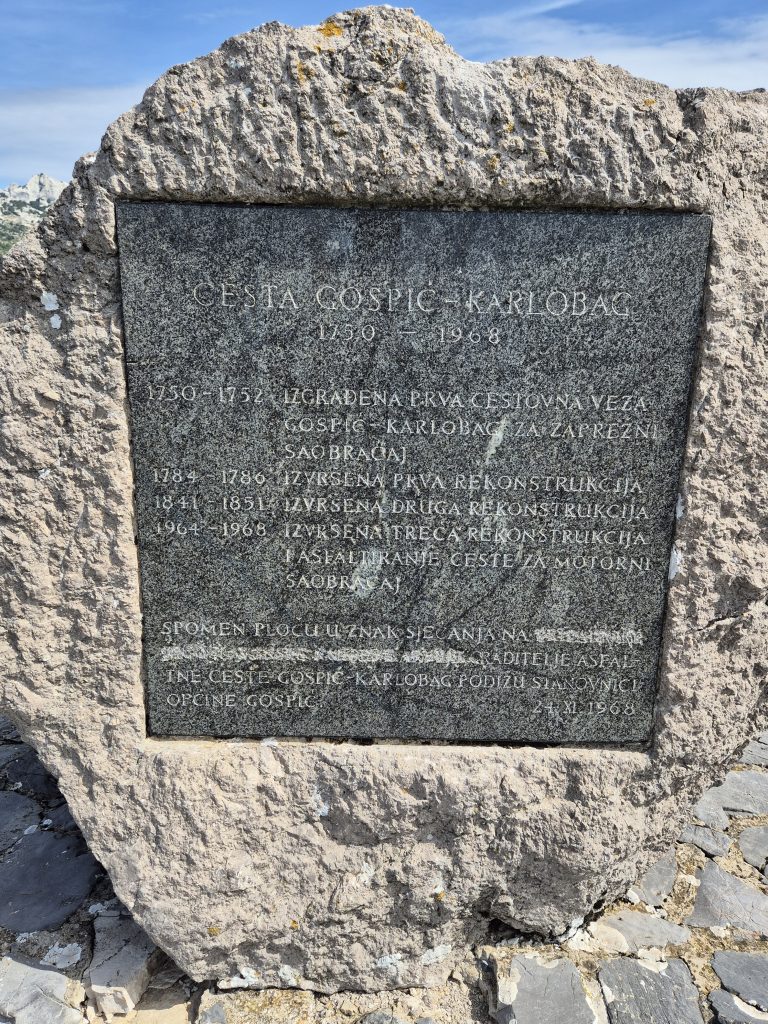 CESTA GOSPIĆ - KARLOBAG
1750 - 1968
1750 - 1752 IZGRAĐENA PRVA CESTOVNA VEZA
GOSPIĆ - KARLOBAG ZA ZAPREŽNI
SAOBRAĆAJ
1784 - 1786 IZVRŠENA PRVA REKONSTRUKCIJA
1841 - 1851 IZVRŠENA DRUGA REKONSTRUKCIJA
1964 - 1968 IZVRŠENA TREĆA REKONSTRUKCIJA
I ASFALTIRANJE CESTE ZA MOTORNI
SAOBRAĆAJ
SPOMEN PLOČU U ZNAK SJEĆANJA NA
GRADITELJE ASFAL-
TNE CESTE GOSPIĆ-KARLOBAG PODIŽU STANOVNICI
OPĆINE GOSPIĆ 24. XI. 1968